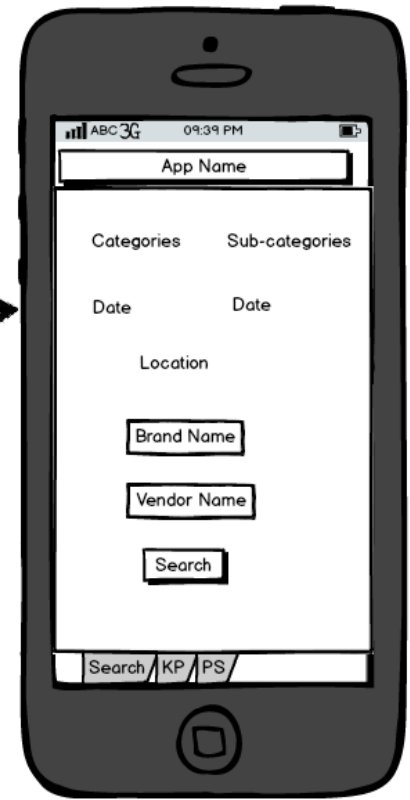 ABC 3G 09:39 PM
App Name
Categories Sub-categories
Date Date
Location
Brand Name
Vendor Name
Search
Search KP PS